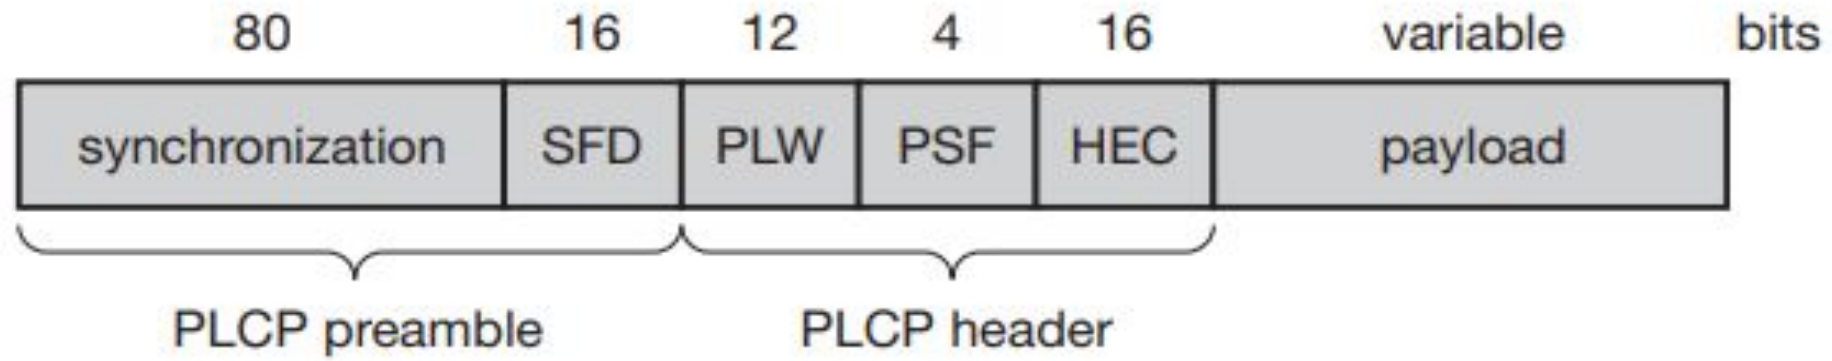 80 16 12 4 16 variable bits
synchronization SFD PLW PSF HEC payload
PLCP preamble PLCP header